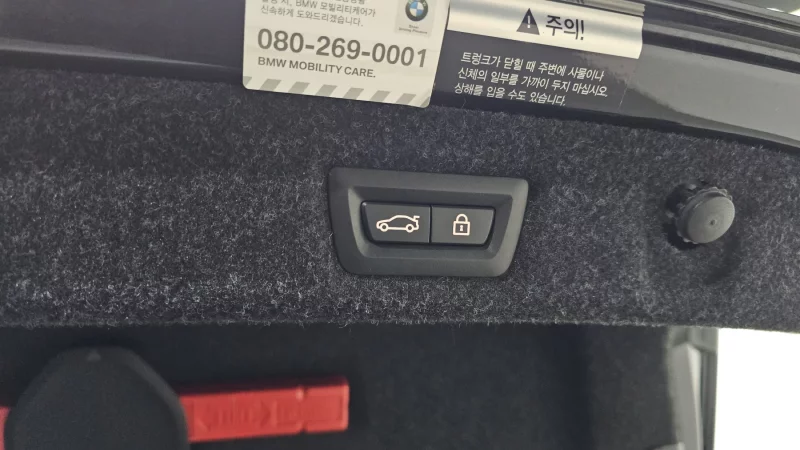 시, BMW 모빌리티케어가
신속하게 도와드리겠습니다.
080-269-0001
BMW MOBILITY CARE.
주의!
트렁크가 닫힐 때 주변에 사물이나
신체의 일부를 가까이 두지 마십시오.
상해를 입을 수도 있습니다.